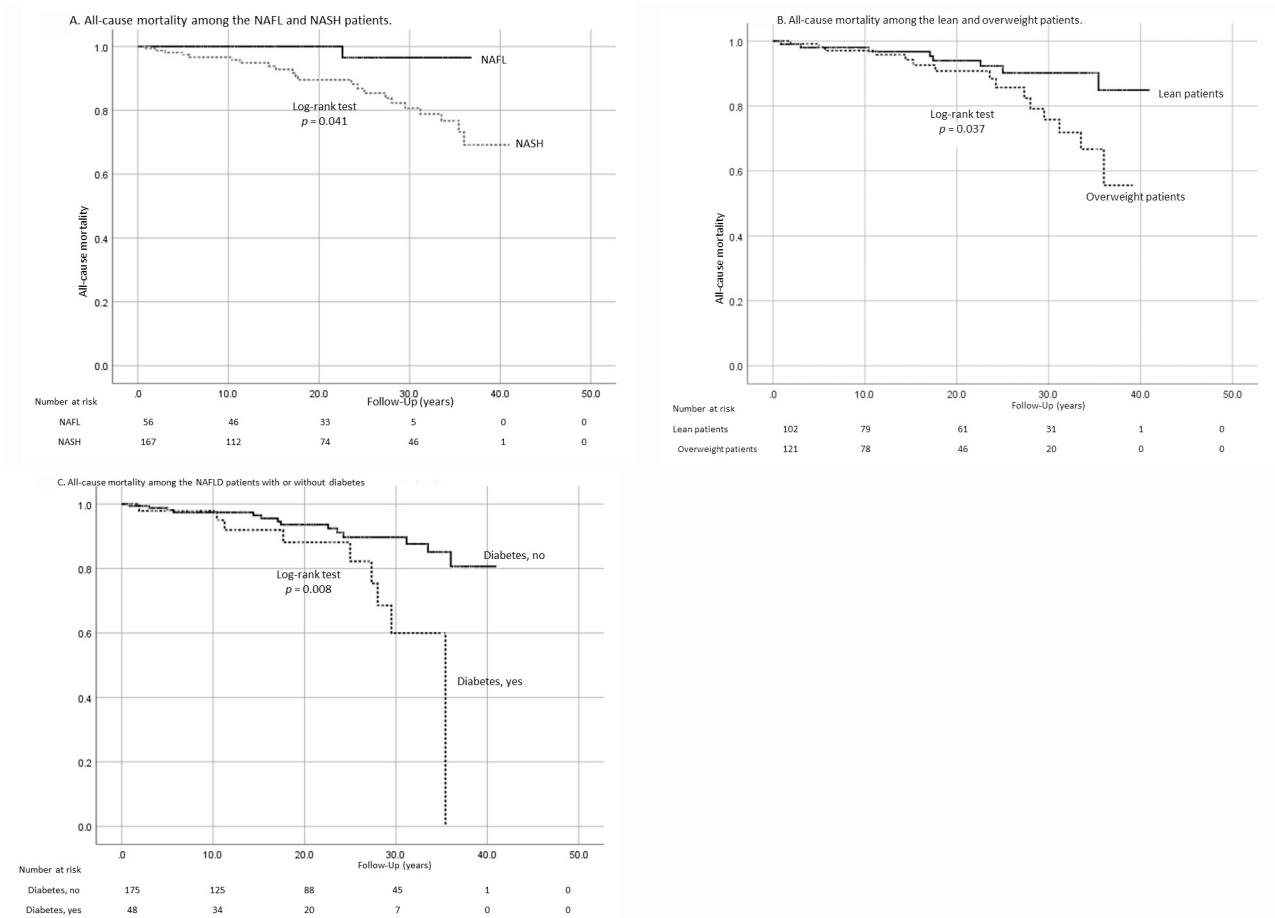 A. All-cause mortality among the NAFL and NASH patients.
1.0
0.8
0.6
0.4
0.2
0.0
All-cause mortality
NAFL
Log-rank test
p = 0.041
NASH
.0 10.0 20.0 30.0 40.0 50.0
Number at risk
Follow-Up (years)
NAFL 56 46 33 5 0 0
NASH 167 112 74 46 1 0
B. All-cause mortality among the lean and overweight patients.
1.0
0.8
0.6
0.4
0.2
0.0
All-cause mortality
Lean patients
Log-rank test
p = 0.037
Overweight patients
.0 10.0 20.0 30.0 40.0 50.0
Follow-Up (years)
Number at risk
Lean patients 102 79 61 31 1 0
Overweight patients 121 78 46 20 0 0
C. All-cause mortality among the NAFLD patients with or without diabetes
1.0
0.8
0.6
0.4
0.2
0.0
Diabetes, no
Log-rank test
p = 0.008
Diabetes, yes
.0 10.0 20.0 30.0 40.0 50.0
Follow-Up (years)
Number at risk
Diabetes, no 175 125 88 45 1 0
Diabetes, yes 48 34 20 7 0 0